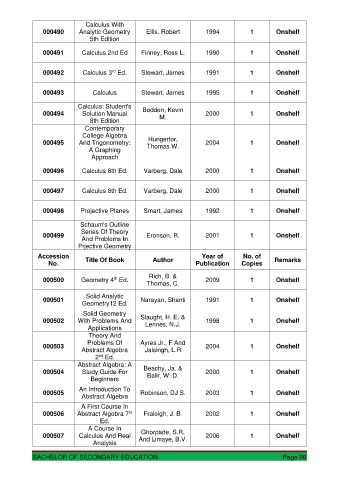 000490 Calculus With Analytic Geometry 5th Edition Ellis, Robert 1994 1 Onshelf
000491 Calculus 2nd Ed Finney, Ross L. 1990 1 Onshelf
000492 Calculus 3rd Ed. Stewart, James 1991 1 Onshelf
000493 Calculus Stewart, James 1995 1 Onshelf
000494 Calculus: Student's Solution Manual 8th Edition Bodden, Kevin M. 2000 1 Onshelf
000495 Contemporary College Algebra And Trigonometry: A Graphing Approach Hungerfor, Thomas W. 2004 1 Onshelf
000496 Calculus 8th Ed. Varberg, Dale 2000 1 Onshelf
000497 Calculus 8th Ed. Varberg, Dale 2000 1 Onshelf
000498 Projective Planes Smart, James 1992 1 Onshelf
000499 Schaum's Outline Series Of Theory And Problems In Prjective Geometry Eronson, R. 2001 1 Onshelf
Accession No. Title Of Book Author Year of Publication No. of Copies Remarks
000500 Geometry 4th Ed. Rich, B. & Thomas, C. 2009 1 Onshelf
000501 Solid Analytic Geometry12 Ed. Narayan, Shanti 1991 1 Onshelf
000502 Solid Geometry With Problems And Applications Slaught, H. E. & Lennes, N.J. 1998 1 Onshelf
000503 Theory And Problems Of Abstract Algebra 2nd Ed. Ayres Jr., F And Jaisingh, L.R 2004 1 Onshelf
000504 Abstract Algebra: A Study Guide For Beginners Beachy, Ja. & Balir, W. D. 2000 1 Onshelf
000505 An Introduction To Abstract Algebra Robinson, DJ S. 2003 1 Onshelf
000506 A First Course In Abstract Algebra 7th Ed. Fraleigh, J. B. 2002 1 Onshelf
000507 A Course In Calculus And Real Analysis Ghorpade, S.R. And Limaye, B.V. 2006 1 Onshelf
BACHELOR OF SECONDARY EDUCATION Page 26